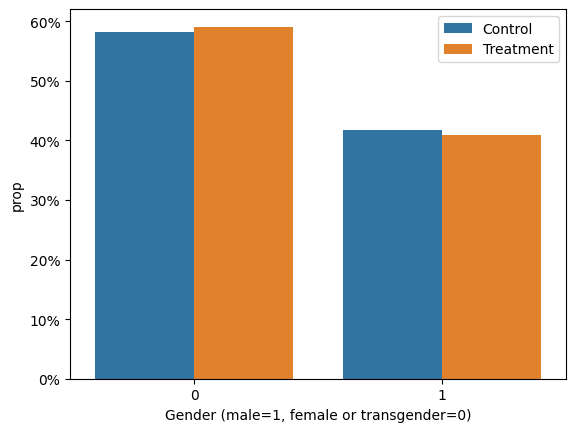 Control
Treatment
60%
50%
40%
30%
20%
10%
0%
prop
0
1
Gender (male=1, female or transgender=0)